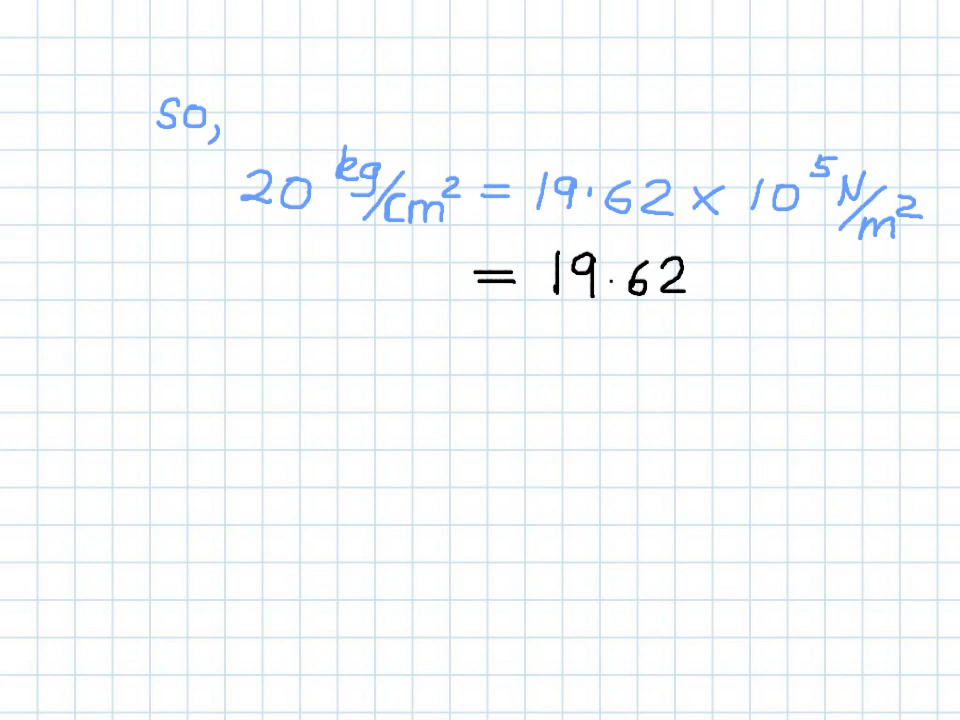 so,
20 kg/cm² = 19.62 × 10⁵ N/m²
= 19.62